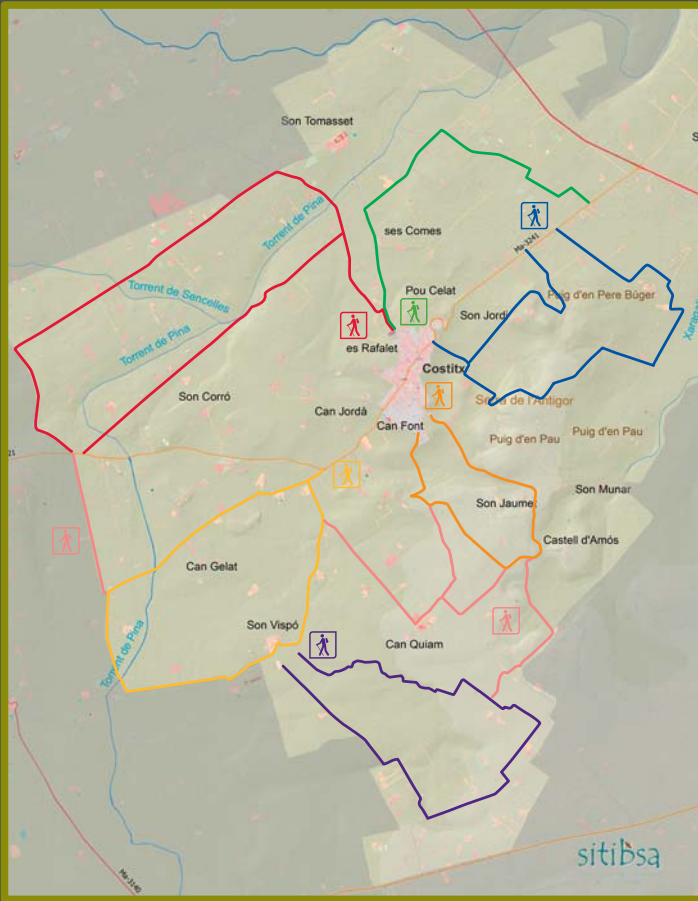 Son Tomasset
S
Torrent de Pina
ses Comes
Ma-3241
Torrent de Sencelles
Pou Celat
Puig d'en Pere Búger
Son Jordi
Torrent de Pina
es Rafalet
Costitx
Son Corró
Serra de l'Antigor
Can Jordà
Can Font
Puig d'en Pau
Puig d'en Pau
21
Son Munar
Son Jaume
Castell d'Amós
Can Gelat
Son Vispó
Torrent de Pina
Can Quiam
sitibsa
Ma-3140